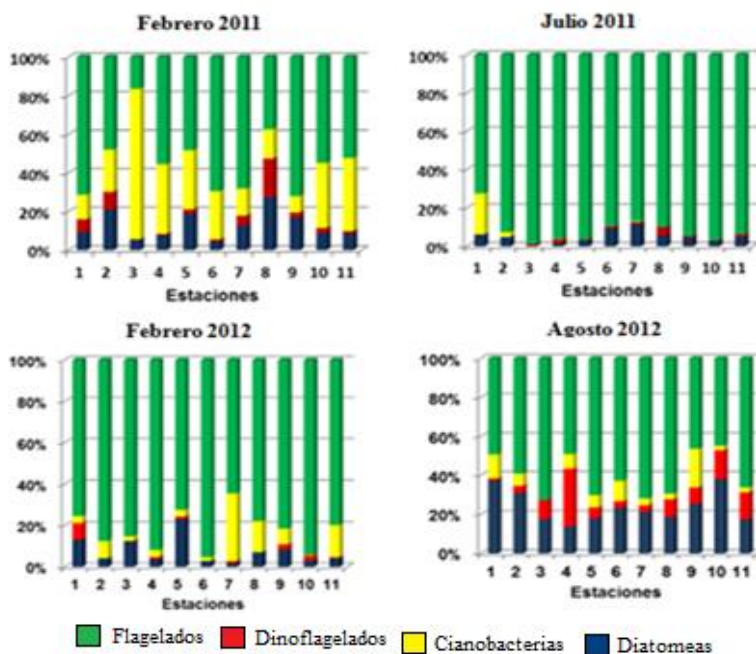 Febrero 2011
100%
80%
60%
40%
20%
0%
1 2 3 4 5 6 7 8 9 10 11
Estaciones
Julio 2011
100%
80%
60%
40%
20%
0%
1 2 3 4 5 6 7 8 9 10 11
Estaciones
Febrero 2012
100%
80%
60%
40%
20%
0%
1 2 3 4 5 6 7 8 9 10 11
Estaciones
Agosto 2012
100%
80%
60%
40%
20%
0%
1 2 3 4 5 6 7 8 9 10 11
Estaciones
Flagelados Dinoflagelados Cianobacterias Diatomeas